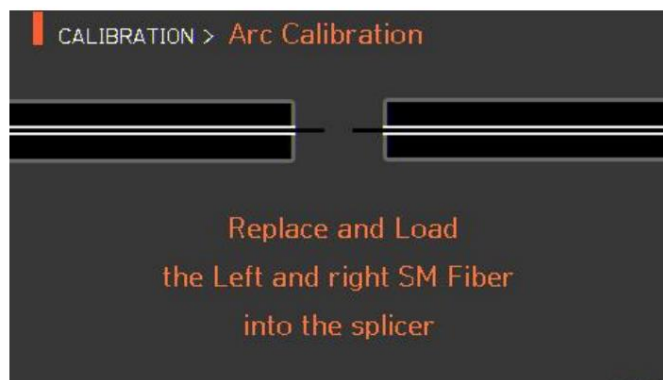 CALIBRATION > Arc Calibration
Replace and Load
the Left and right SM Fiber
into the splicer